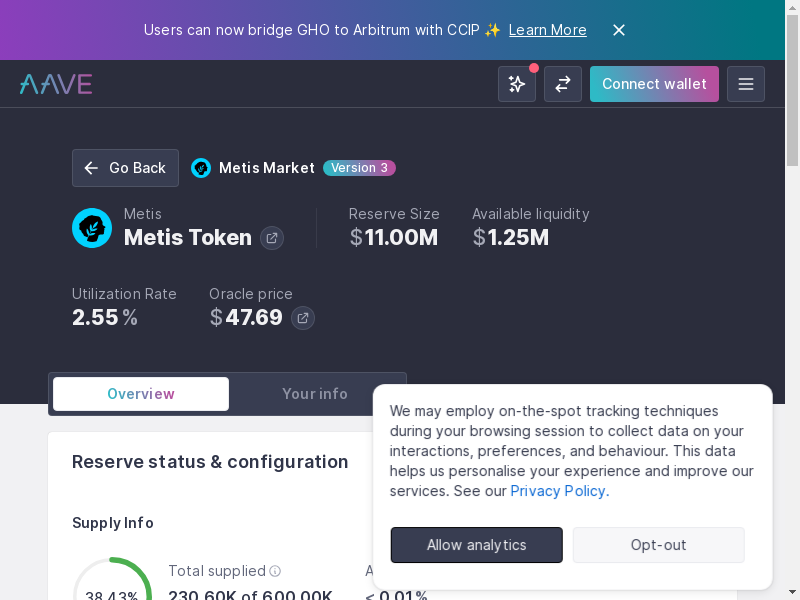 Users can now bridge GHO to Arbitrum with CCIP ✨ Learn More
AAVE
Connect wallet
Go Back
Metis Market
Version 3
Metis
Metis Token
Reserve Size
$11.00M
Available liquidity
$1.25M
Utilization Rate
2.55%
Oracle price
$47.69
Overview
Your info
We may employ on-the-spot tracking techniques
during your browsing session to collect data on your
interactions, preferences, and behaviour. This data
helps us personalise your experience and improve our
services. See our Privacy Policy.
Allow analytics
Opt-out
Reserve status & configuration
Supply Info
38.43%
Total supplied
230.60K of 600.00K
< 0.01%